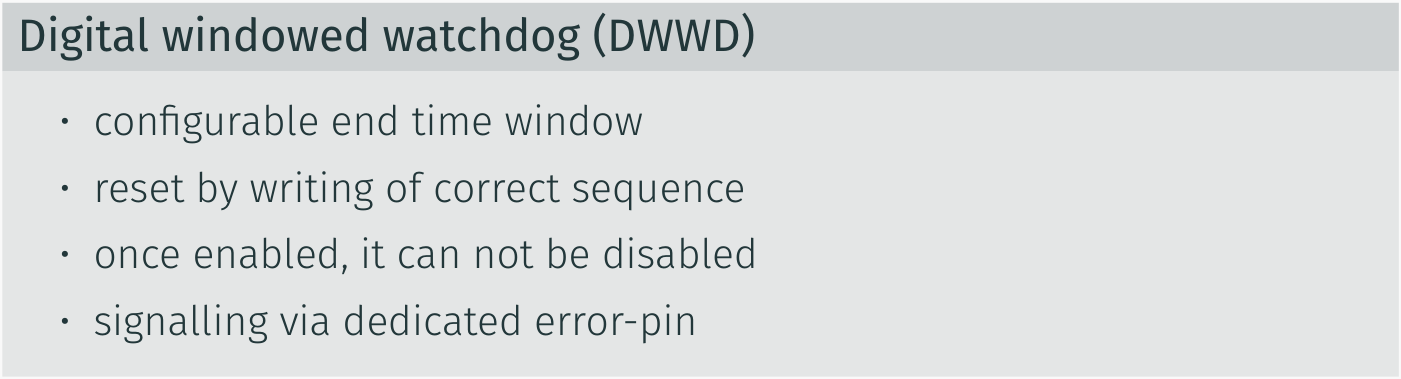 Digital windowed watchdog (DWWD)
· configurable end time window
· reset by writing of correct sequence
· once enabled, it can not be disabled
· signalling via dedicated error-pin